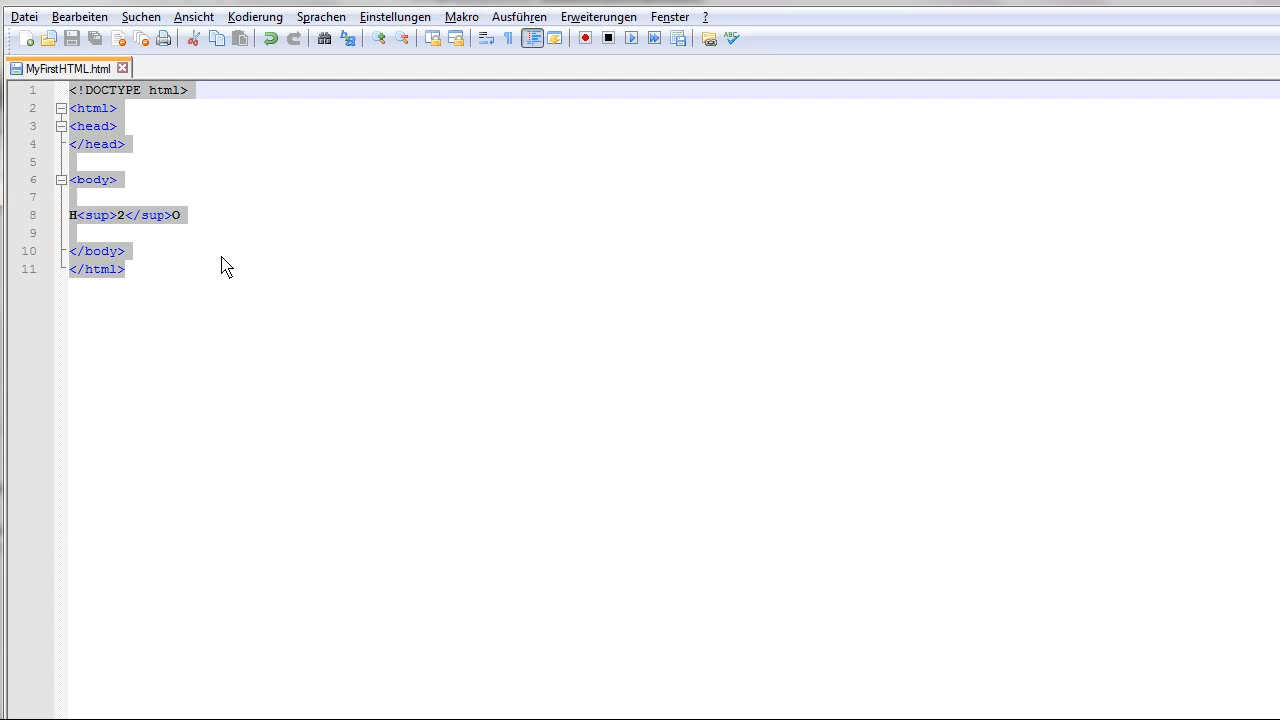 Datei Bearbeiten Suchen Ansicht Kodierung Sprachen Einstellungen Makro Ausführen Erweiterungen Fenster ?
MyFirstHTML.html
1 <!DOCTYPE html>
2 <html>
3 <head>
4 </head>
5
6 <body>
7
8 H<sup>2</sup>O
9
10 </body>
11 </html>